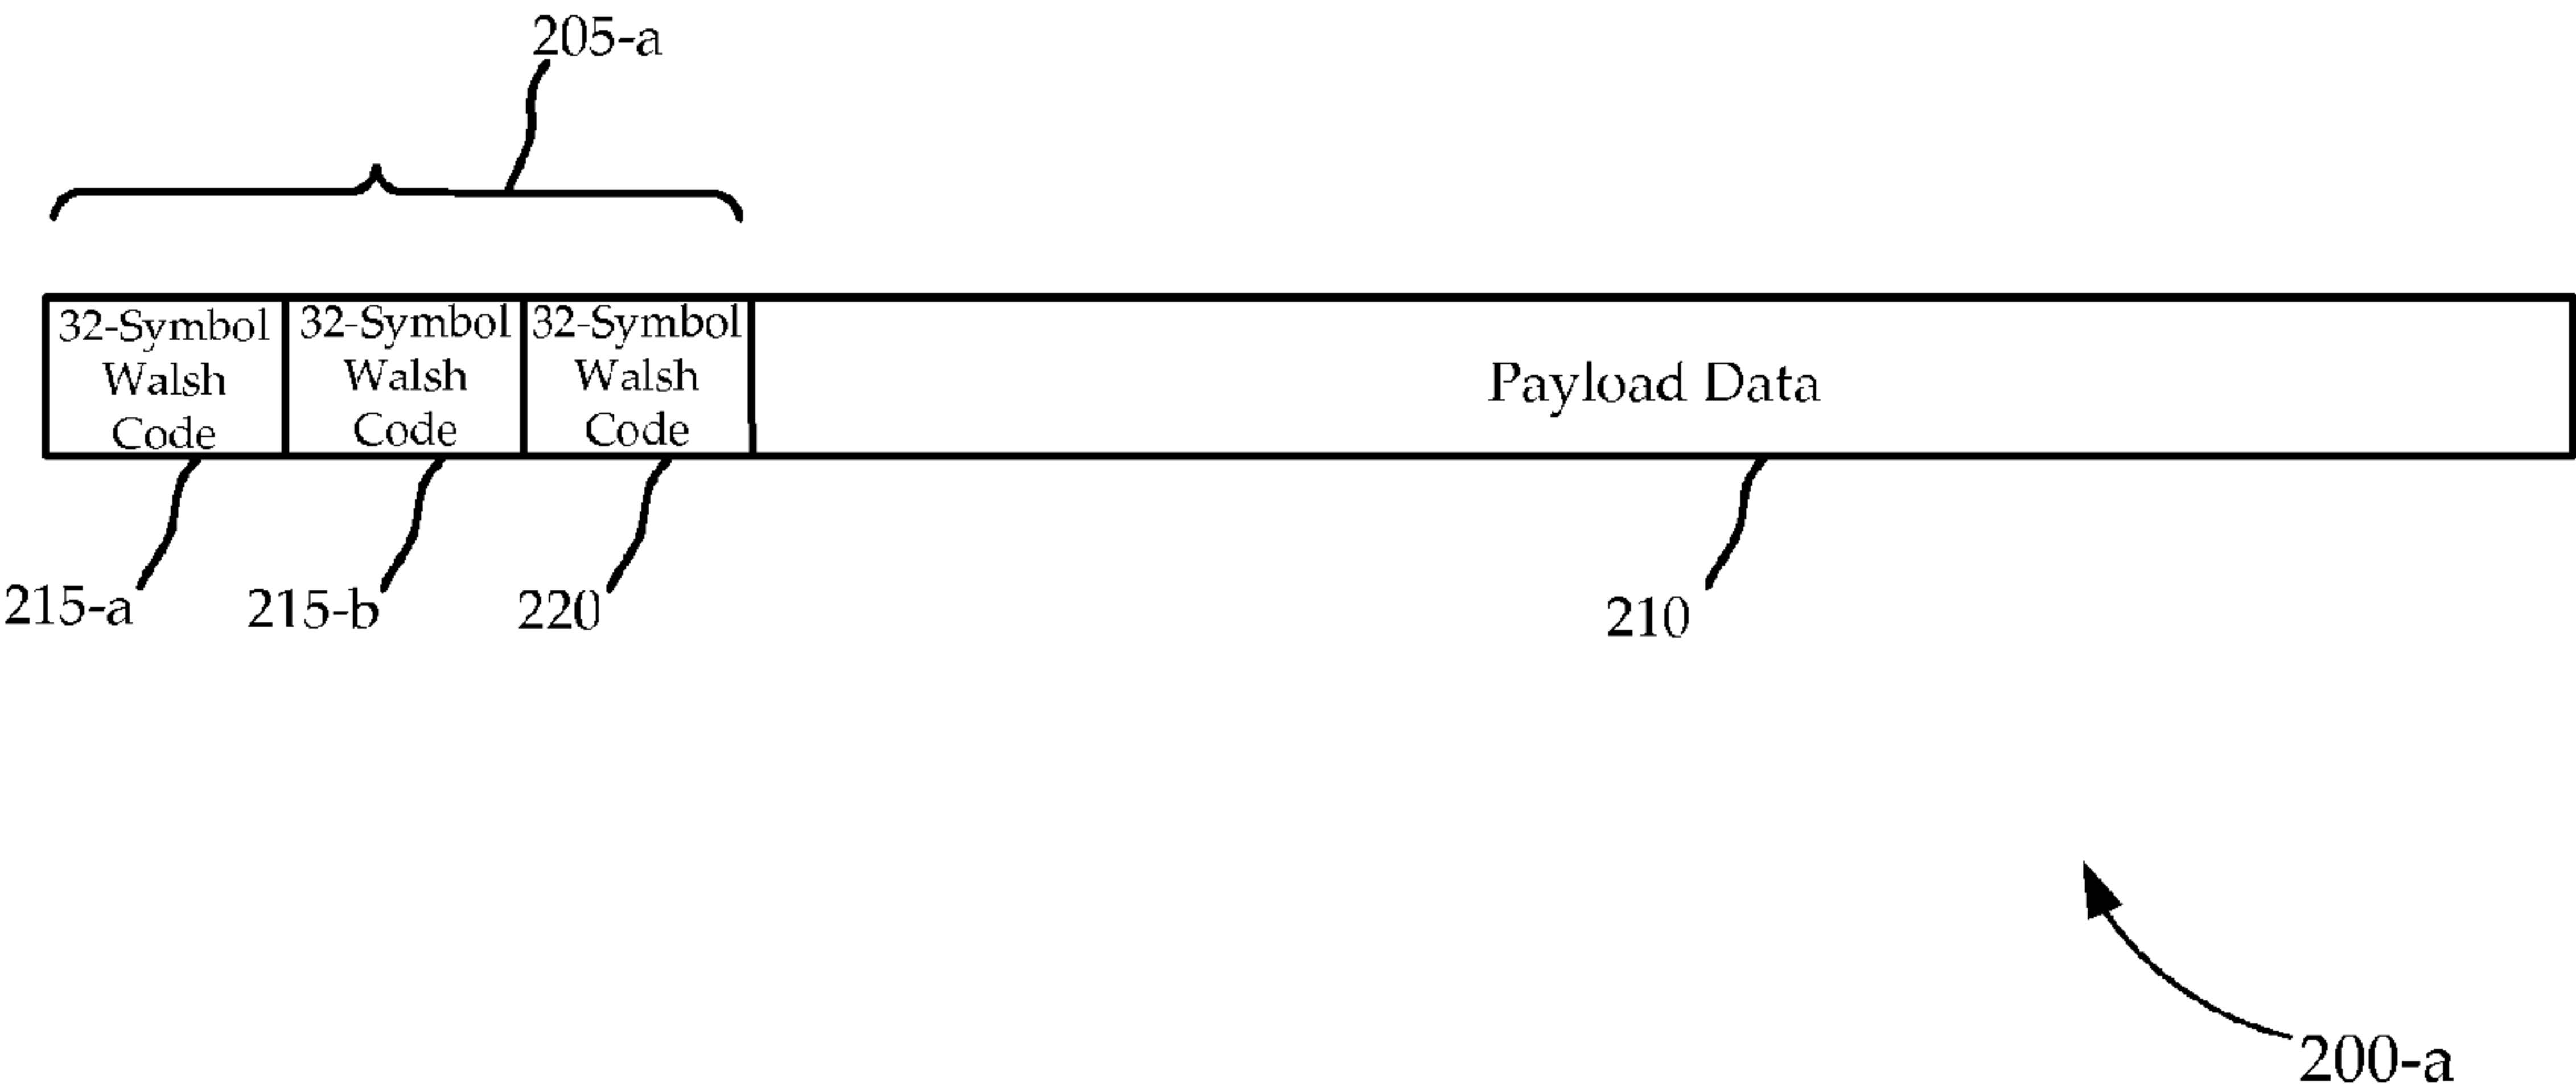 205-a
32-Symbol
Walsh
Code
32-Symbol
Walsh
Code
32-Symbol
Walsh
Code
Payload Data
215-a
215-b
220
210
200-a